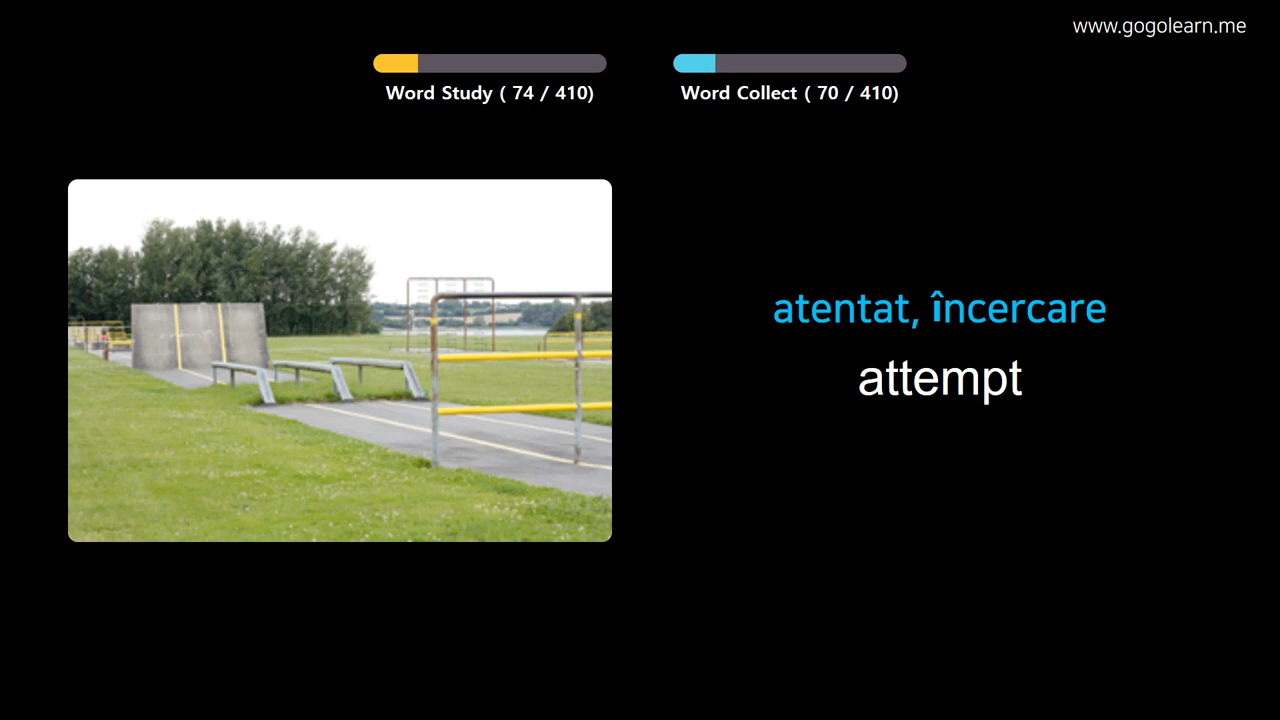 www.gogolearn.me
Word Study ( 74 / 410)
Word Collect ( 70 / 410)
atentat, încercare
attempt